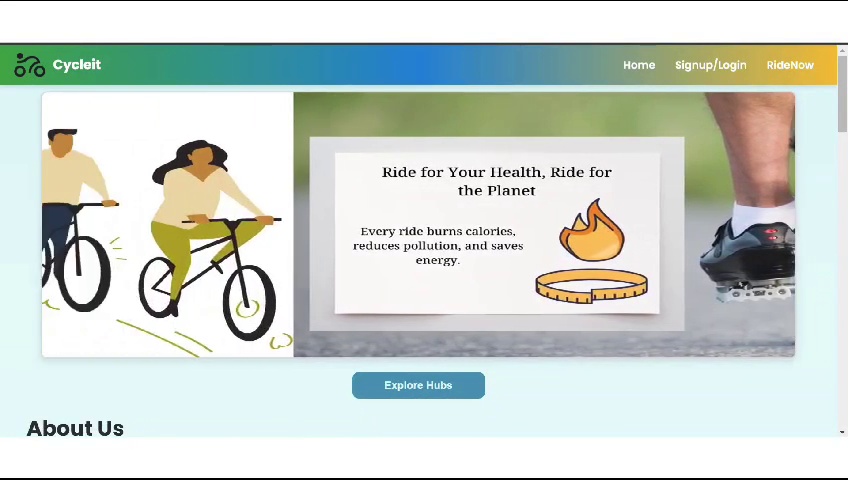 Cycleit
Home
Signup/Login
RideNow
Ride for Your Health, Ride for
the Planet
Every ride burns calories,
reduces pollution, and saves
energy.
Explore Hubs
About Us